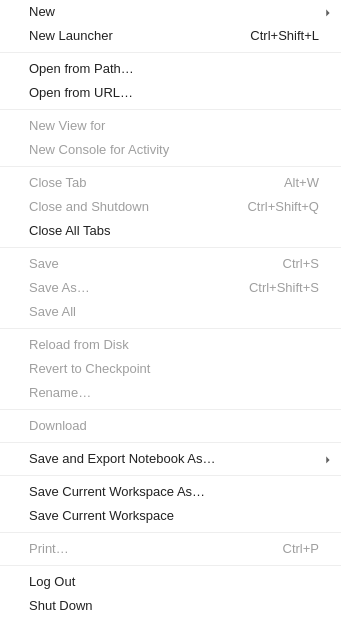 New
New Launcher Ctrl+Shift+L
Open from Path…
Open from URL…
New View for
New Console for Activity
Close Tab Alt+W
Close and Shutdown Ctrl+Shift+Q
Close All Tabs
Save Ctrl+S
Save As… Ctrl+Shift+S
Save All
Reload from Disk
Revert to Checkpoint
Rename…
Download
Save and Export Notebook As…
Save Current Workspace As…
Save Current Workspace
Print… Ctrl+P
Log Out
Shut Down